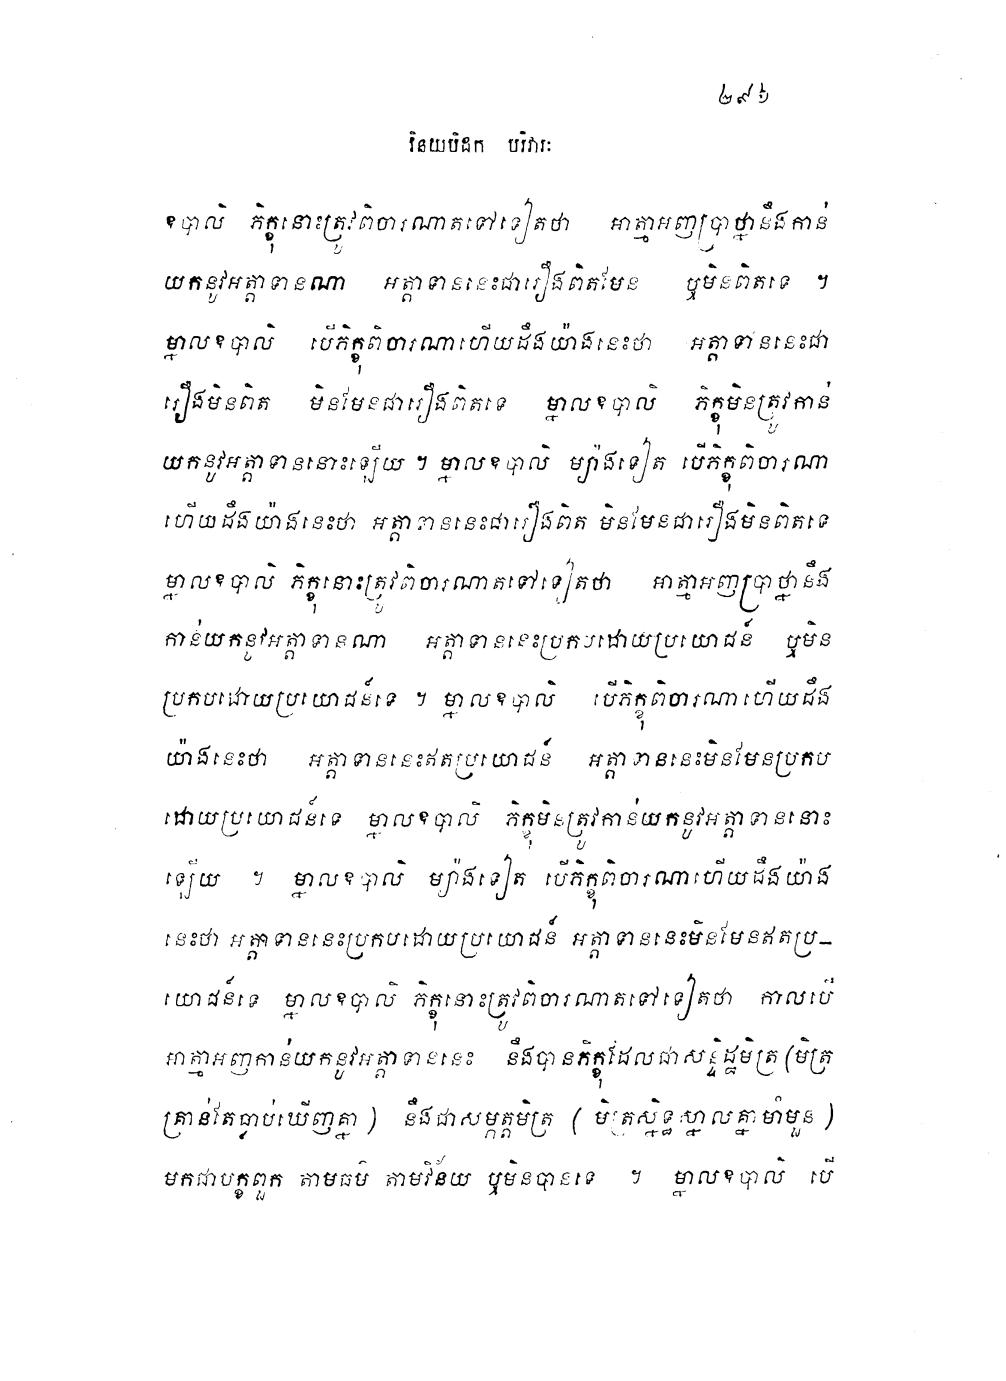 ២៩៦
វិនយបិដក បរិវារៈ
ឧបាលិ ភិក្ខុនោះត្រូវពិចារណាតទៅទៀតថា អាត្មាអញប្រាថ្នានឹងកាន់
យកនូវអត្តាទានណា អត្តាទាននេះជារឿងពិតមែន ឬមិនពិតទេ ។
ម្នាលឧបាលិ បើភិក្ខុពិចារណាហើយដឹងយ៉ាងនេះថា អត្តាទាននេះជា
រឿងមិនពិត មិនមែនជារឿងពិតទេ ម្នាលឧបាលិ ភិក្ខុមិនត្រូវកាន់
យកនូវអត្តាទាននោះឡើយ ។ ម្នាលឧបាលិ ម្យ៉ាងទៀត បើភិក្ខុពិចារណា
ហើយដឹងយ៉ាងនេះថា អត្តាទាននេះជារឿងពិត មិនមែនជារឿងមិនពិតទេ
ម្នាលឧបាលិ ភិក្ខុនោះត្រូវពិចារណាតទៅទៀតថា អាត្មាអញប្រាថ្នានឹង
កាន់យកនូវអត្តាទានណា អត្តាទាននេះប្រកបដោយប្រយោជន៍ ឬមិន
ប្រកបដោយប្រយោជន៍ទេ ។ ម្នាលឧបាលិ បើភិក្ខុពិចារណាហើយដឹង
យ៉ាងនេះថា អត្តាទាននេះឥតប្រយោជន៍ អត្តាទាននេះមិនមែនប្រកប
ដោយប្រយោជន៍ទេ ម្នាលឧបាលិ ភិក្ខុមិនត្រូវកាន់យកនូវអត្តាទាននោះ
ឡើយ ។ ម្នាលឧបាលិ ម្យ៉ាងទៀត បើភិក្ខុពិចារណាហើយដឹងយ៉ាង
នេះថា អត្តាទាននេះប្រកបដោយប្រយោជន៍ អត្តាទាននេះមិនមែនឥតប្រ-
យោជន៍ទេ ម្នាលឧបាលិ ភិក្ខុនោះត្រូវពិចារណាតទៅទៀតថា កាលបើ
អាត្មាអញកាន់យកនូវអត្តាទាននេះ នឹងបានភិក្ខុដែលជាសន្ទិដ្ឋមិត្រ (មិត្រ
គ្រាន់តែធ្លាប់ឃើញគ្នា) នឹងជាសម្ភត្តមិត្រ (មិត្រស្និទ្ធស្នាលគ្នាមាំមួន)
មកជាបក្ខពួក តាមធម៌ តាមវិន័យ ឬមិនបានទេ ។ ម្នាលឧបាលិ បើ